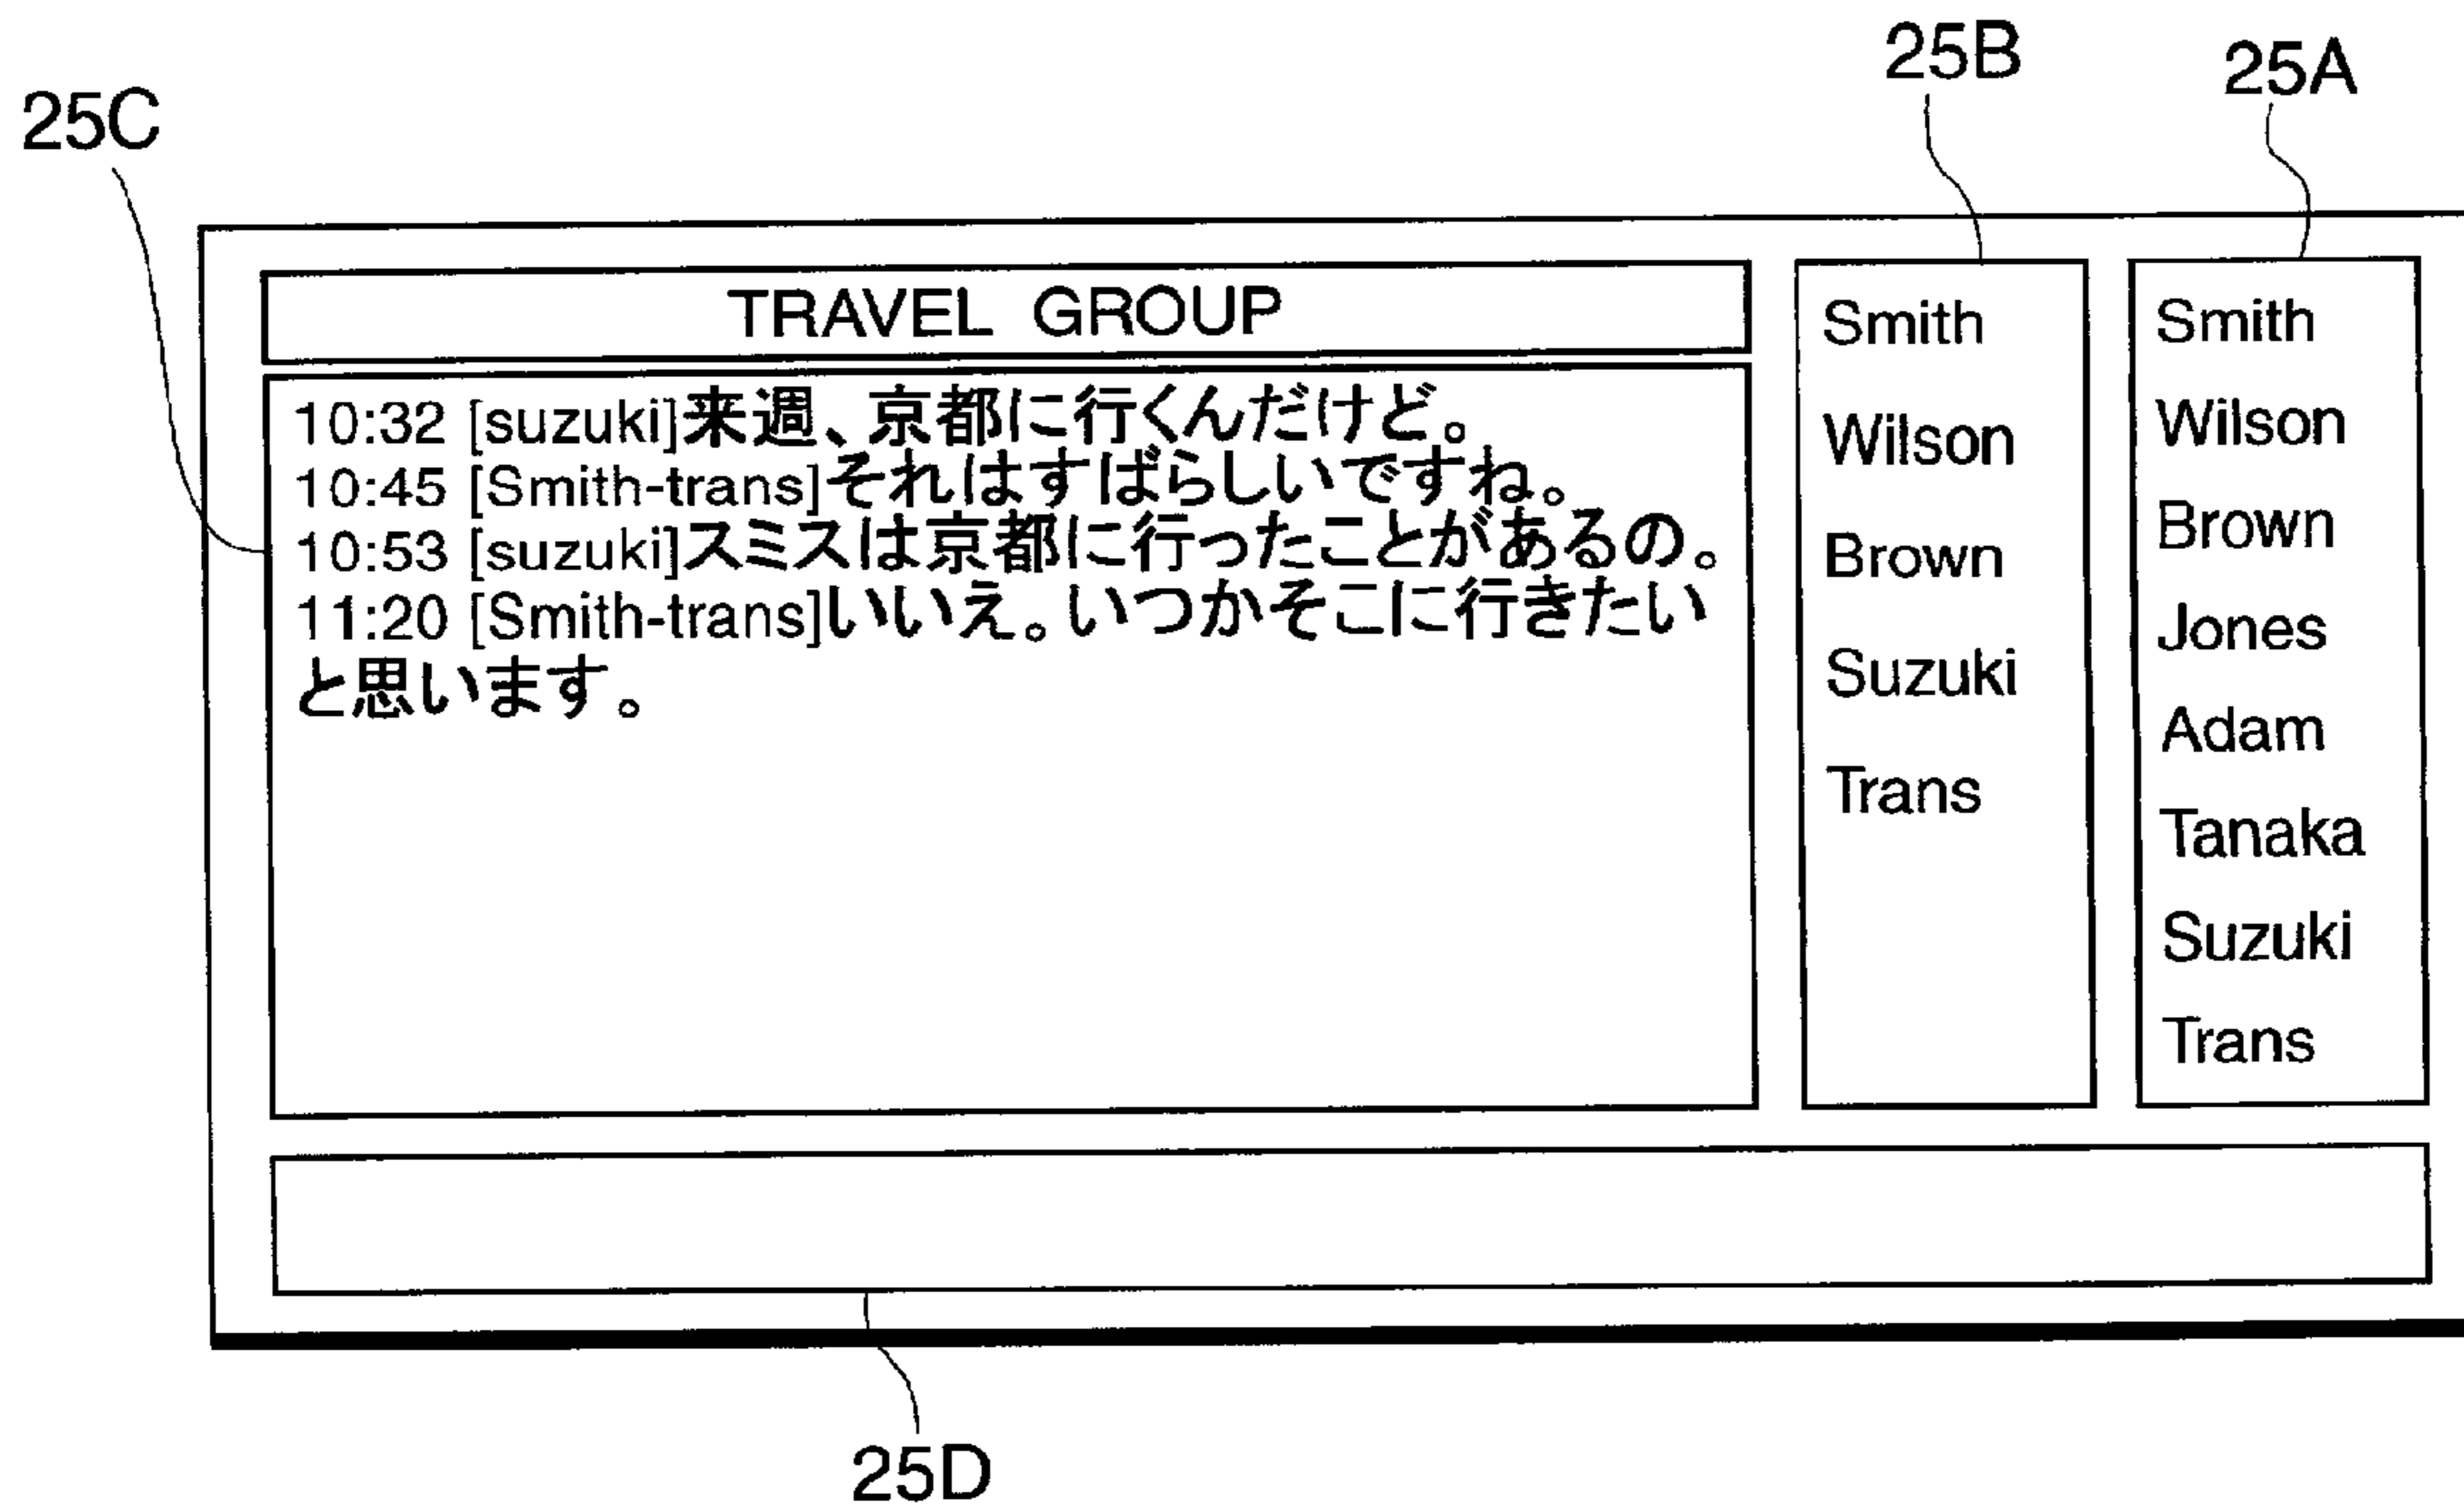 25B
25A
25C
TRAVEL GROUP
10:32 [suzuki]来週、京都に行くんだけど。
10:45 [Smith-trans]それはすばらしいですね。
10:53 [suzuki]スミスは京都に行ったことがあるの。
11:20 [Smith-trans]いいえ。いつかそこに行きたい
と思います。
Smith
Wilson
Brown
Suzuki
Trans
Smith
Wilson
Brown
Jones
Adam
Tanaka
Suzuki
Trans
25D